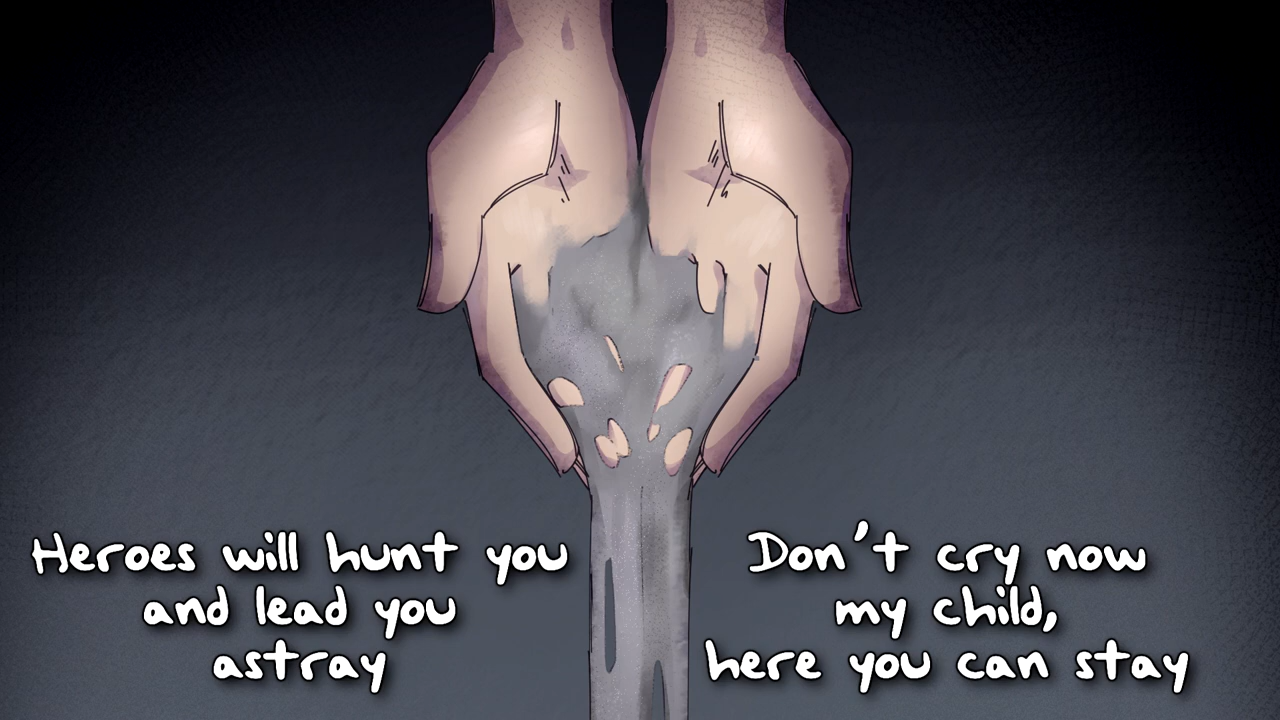 Heroes will hunt you
and lead you
astray
Don't cry now
my child,
here you can stay